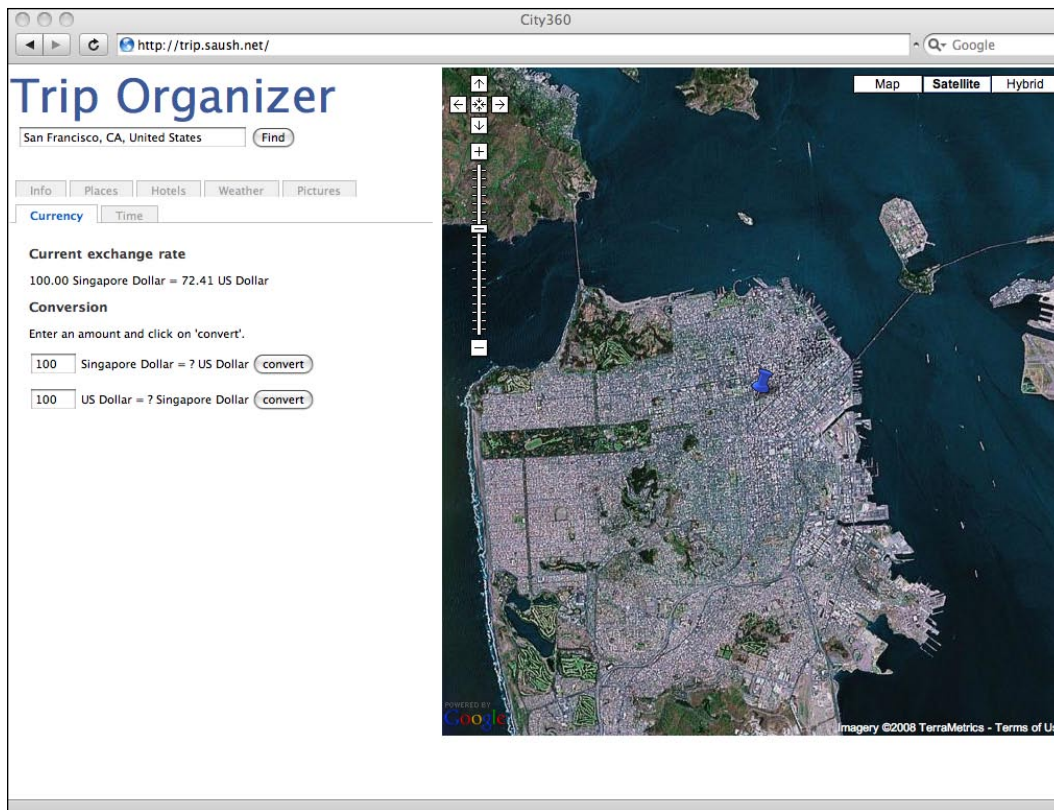 City360
http://trip.saush.net/
Google
Trip Organizer
San Francisco, CA, United States Find
Info Places Hotels Weather Pictures
Currency Time
Current exchange rate
100.00 Singapore Dollar = 72.41 US Dollar
Conversion
Enter an amount and click on 'convert'.
100 Singapore Dollar = ? US Dollar convert
100 US Dollar = ? Singapore Dollar convert
Map Satellite Hybrid
POWERED BY
Google
Imagery ©2008 TerraMetrics - Terms of Us